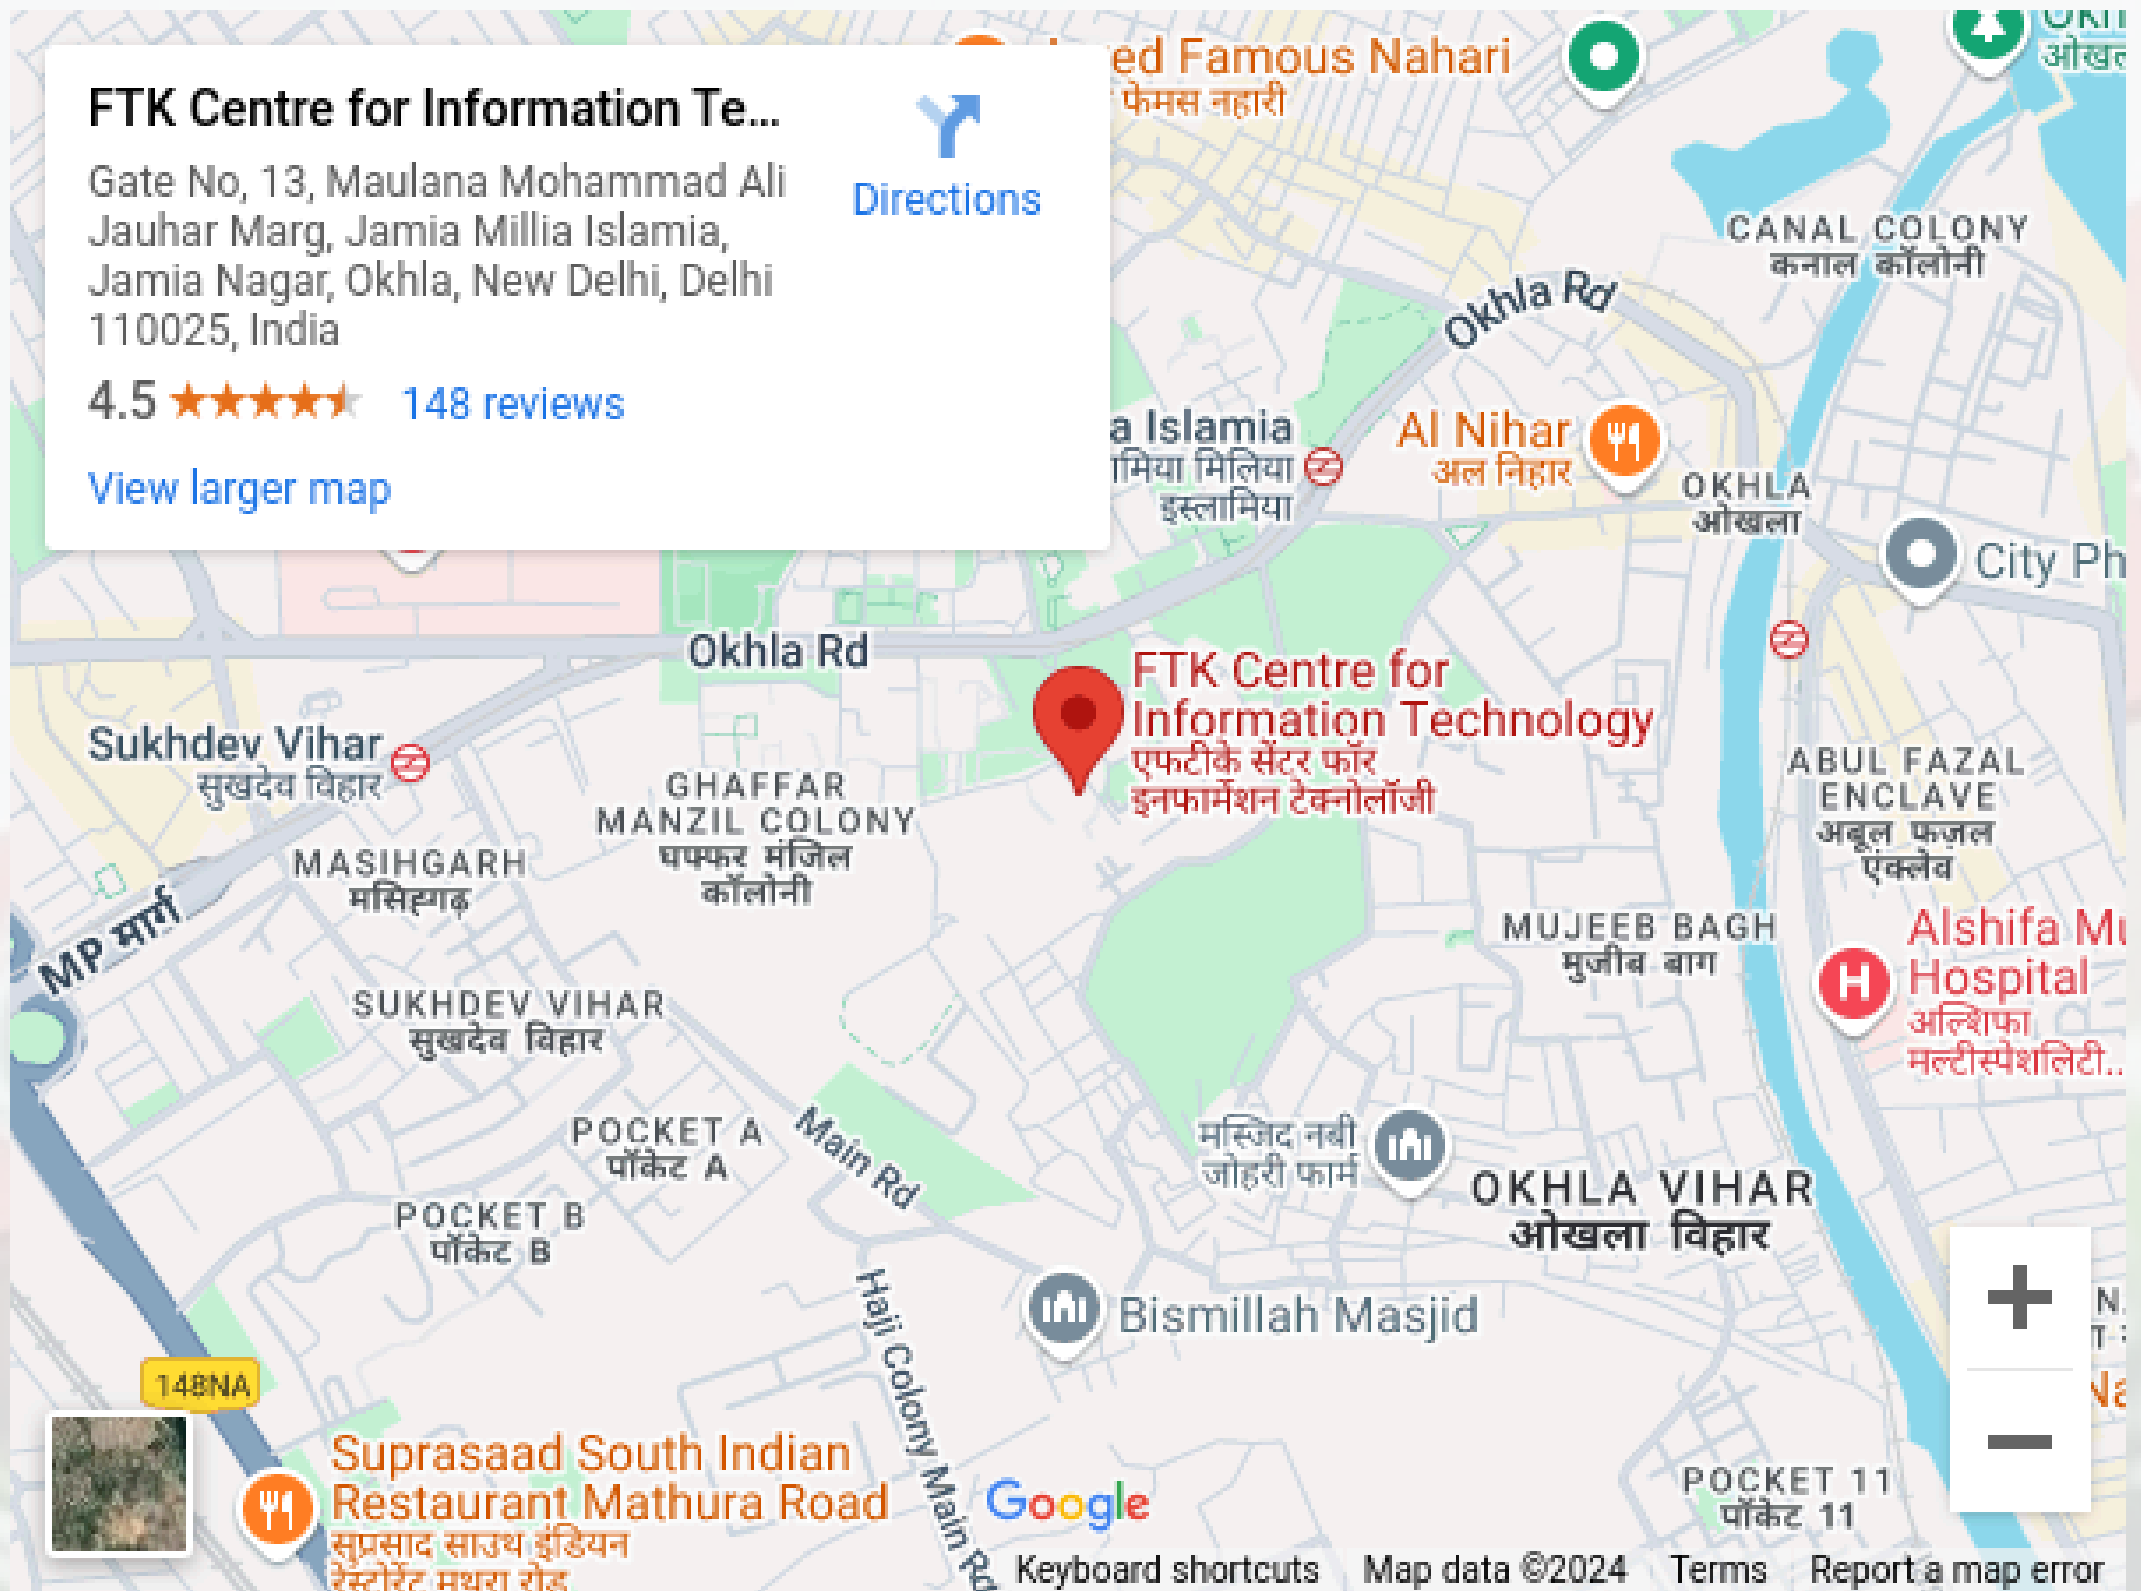 FTK Centre for Information Te...
Gate No, 13, Maulana Mohammad Ali
Jauhar Marg, Jamia Millia Islamia,
Jamia Nagar, Okhla, New Delhi, Delhi
110025, India
4.5
148 reviews
View larger map
Directions
ed Famous Nahari
फेमस नहारी
ओखल
CANAL COLONY
कनाल कॉलोनी
Okhla Rd
a Islamia
ामिया मिलिया
इस्लामिया
Al Nihar
अल निहार
OKHLA
ओखला
City Ph
Okhla Rd
FTK Centre for
Information Technology
एफटीके सेंटर फॉर
इनफार्मेशन टेक्नोलॉजी
Sukhdev Vihar
सुखदेव विहार
GHAFFAR
MANZIL COLONY
घफ्फर मंजिल
कॉलोनी
ABUL FAZAL
ENCLAVE
अबूल फज़ल
एंक्लेव
MASIHGARH
मसिह्गढ़
MP मार्ग
MUJEEB BAGH
मुजीब बाग
Alshifa Mu
Hospital
अल्शिफा
मल्टीस्पेशलिटी...
SUKHDEV VIHAR
सुखदेव विहार
POCKET A
पॉकेट A
Main Rd
मस्जिद नबी
जोहरी फार्म
OKHLA VIHAR
ओखला विहार
POCKET B
पॉकेट B
Bismillah Masjid
Haji Colony Main Rd
148NA
N
Na
Suprasaad South Indian
Restaurant Mathura Road
सुप्रसाद साउथ इंडियन
रेस्टोरेंट मथुरा रोड
POCKET 11
पॉकेट 11
Google
Keyboard shortcuts
Map data ©2024
Terms
Report a map error